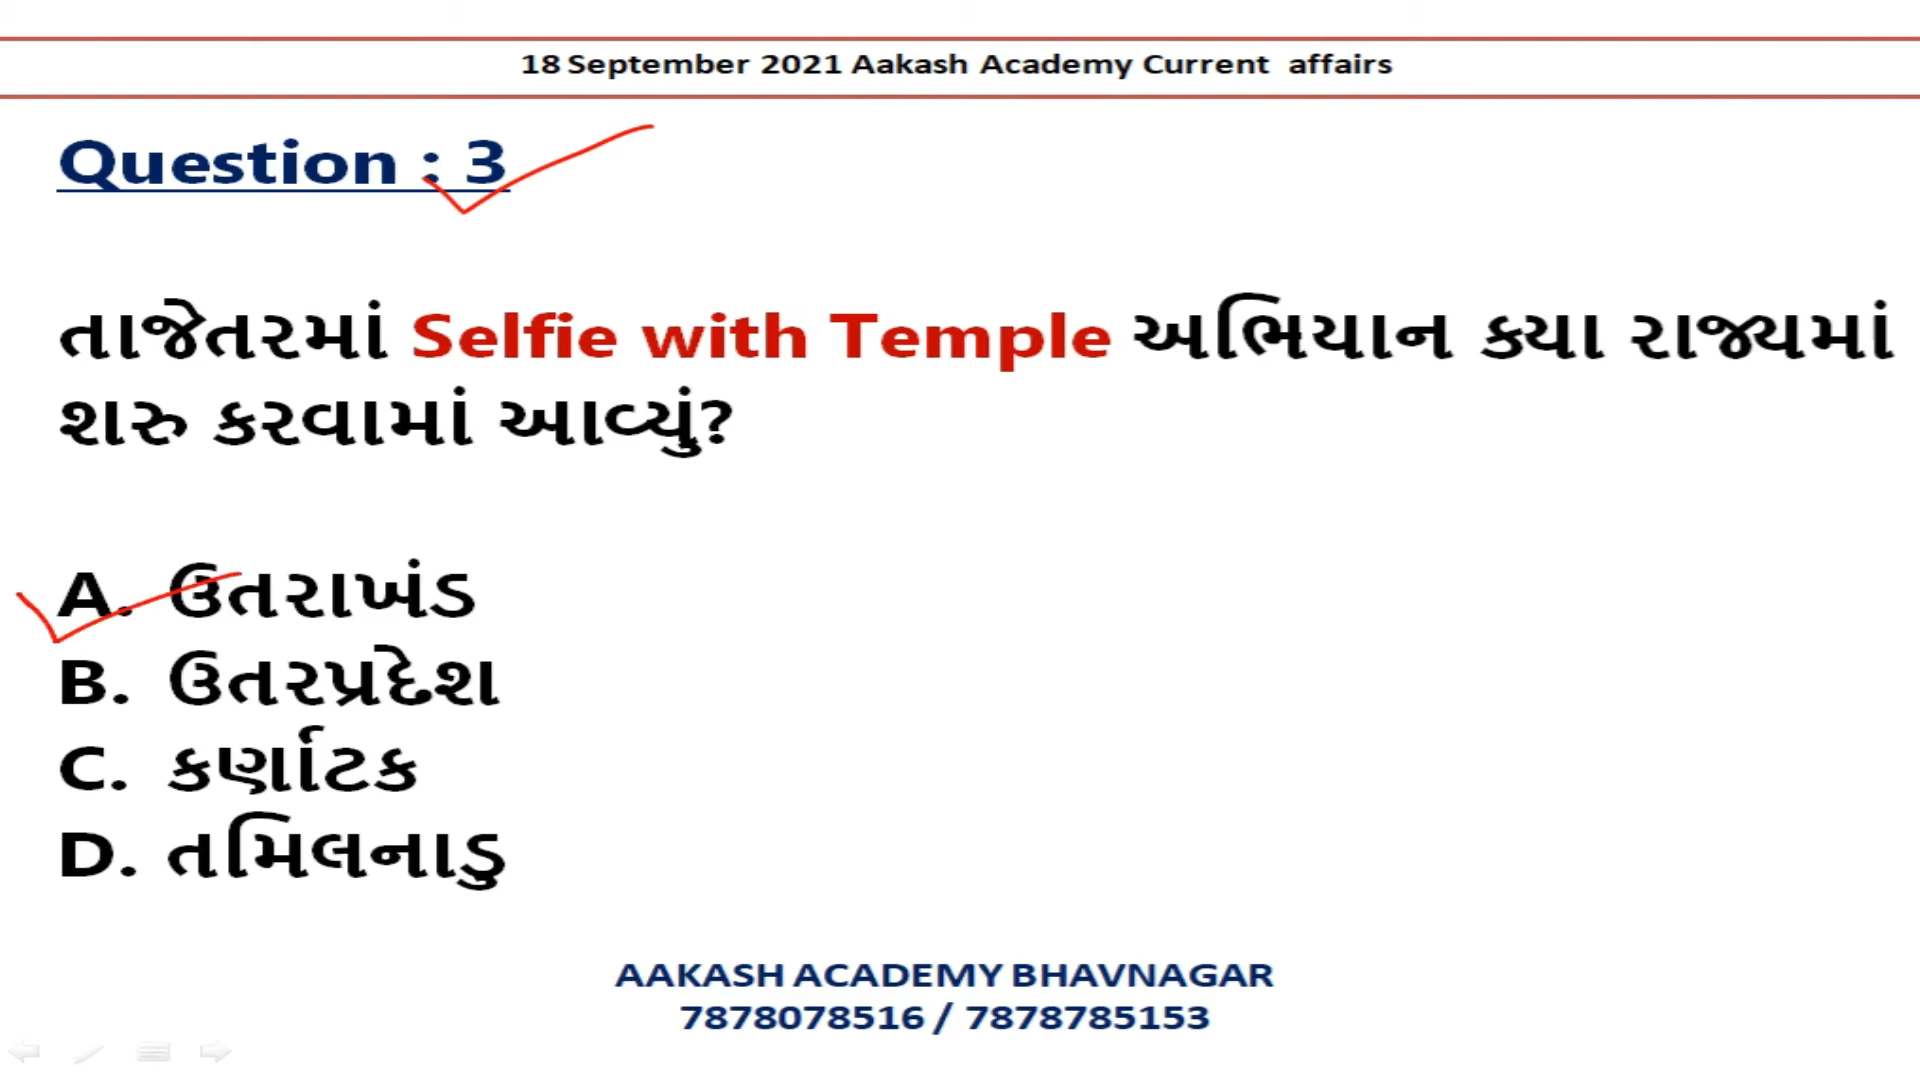 18 September 2021 Aakash Academy Current affairs
Question : 3
તાજેતરમાં Selfie with Temple અભિયાન ક્યા રાજ્યમાં
શરુ કરવામાં આવ્યું?
A. ઉતરાખંડ
B. ઉતરપ્રદેશ
C. કર્ણાટક
D. તમિલનાડુ
AAKASH ACADEMY BHAVNAGAR
7878078516 / 7878785153